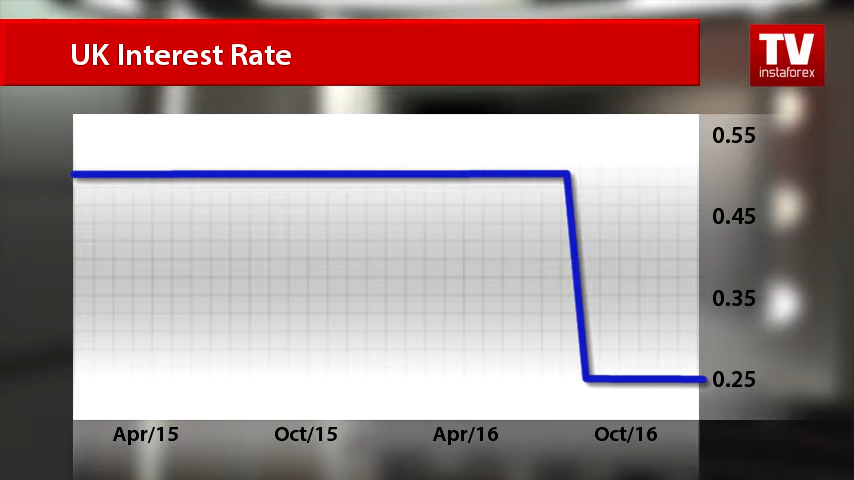 UK Interest Rate
TV
instaforex
0.55
0.45
0.35
0.25
Apr/15
Oct/15
Apr/16
Oct/16